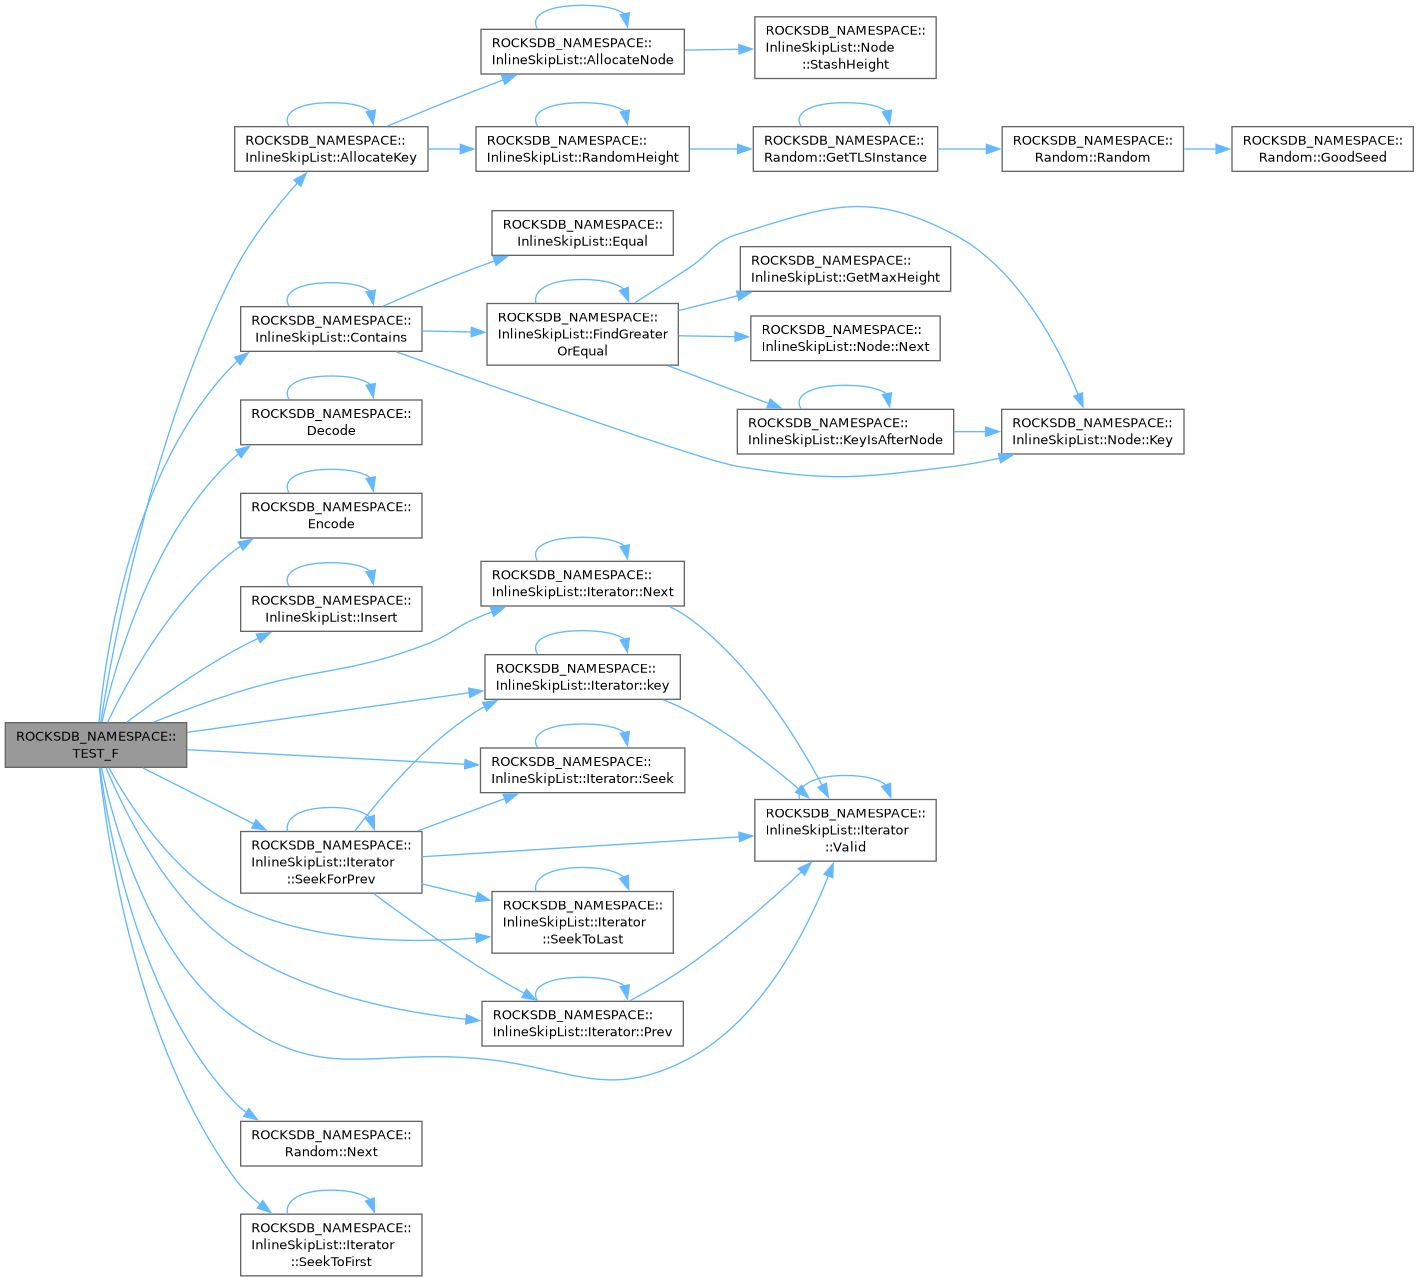 ROCKSDB_NAMESPACE::
InlineSkipList::AllocateNode
ROCKSDB_NAMESPACE::
InlineSkipList::Node
::StashHeight
ROCKSDB_NAMESPACE::
InlineSkipList::AllocateKey
ROCKSDB_NAMESPACE::
InlineSkipList::RandomHeight
ROCKSDB_NAMESPACE::
Random::GetTLSInstance
ROCKSDB_NAMESPACE::
Random::Random
ROCKSDB_NAMESPACE::
Random::GoodSeed
ROCKSDB_NAMESPACE::
InlineSkipList::Equal
ROCKSDB_NAMESPACE::
InlineSkipList::GetMaxHeight
ROCKSDB_NAMESPACE::
InlineSkipList::Contains
ROCKSDB_NAMESPACE::
InlineSkipList::FindGreater
OrEqual
ROCKSDB_NAMESPACE::
InlineSkipList::Node::Next
ROCKSDB_NAMESPACE::
Decode
ROCKSDB_NAMESPACE::
InlineSkipList::KeyIsAfterNode
ROCKSDB_NAMESPACE::
InlineSkipList::Node::Key
ROCKSDB_NAMESPACE::
Encode
ROCKSDB_NAMESPACE::
InlineSkipList::Insert
ROCKSDB_NAMESPACE::
InlineSkipList::Iterator::Next
ROCKSDB_NAMESPACE::
InlineSkipList::Iterator::key
ROCKSDB_NAMESPACE::
TEST_F
ROCKSDB_NAMESPACE::
InlineSkipList::Iterator::Seek
ROCKSDB_NAMESPACE::
InlineSkipList::Iterator
::Valid
ROCKSDB_NAMESPACE::
InlineSkipList::Iterator
::SeekForPrev
ROCKSDB_NAMESPACE::
InlineSkipList::Iterator
::SeekToLast
ROCKSDB_NAMESPACE::
InlineSkipList::Iterator::Prev
ROCKSDB_NAMESPACE::
Random::Next
ROCKSDB_NAMESPACE::
InlineSkipList::Iterator
::SeekToFirst